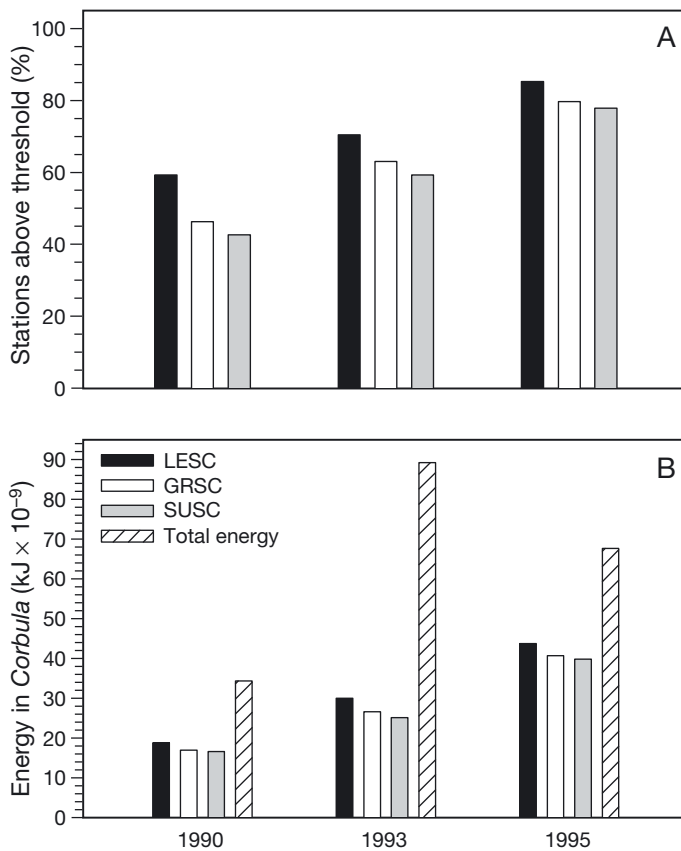 A
Stations above threshold (%)
100
80
60
40
20
0
B
Energy in Corbula (kJ × 10⁻⁹)
90
80
70
60
50
40
30
20
10
0
LESC
GRSC
SUSC
Total energy
1990 1993 1995